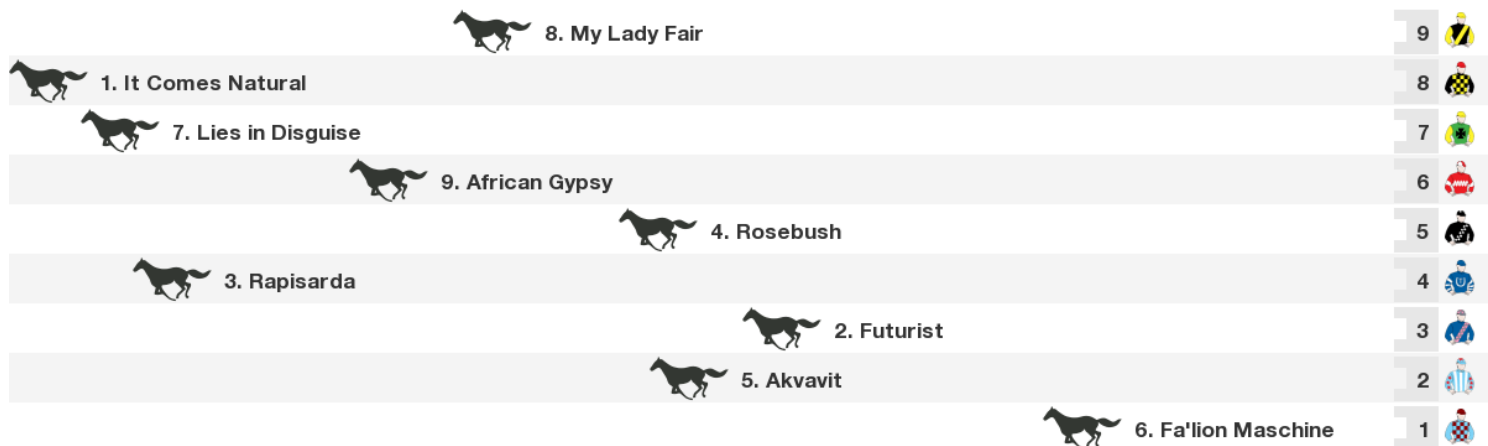 8. My Lady Fair 9
1. It Comes Natural 8
7. Lies in Disguise 7
9. African Gypsy 6
4. Rosebush 5
3. Rapisarda 4
2. Futurist 3
5. Akvavit 2
6. Fa'lion Maschine 1